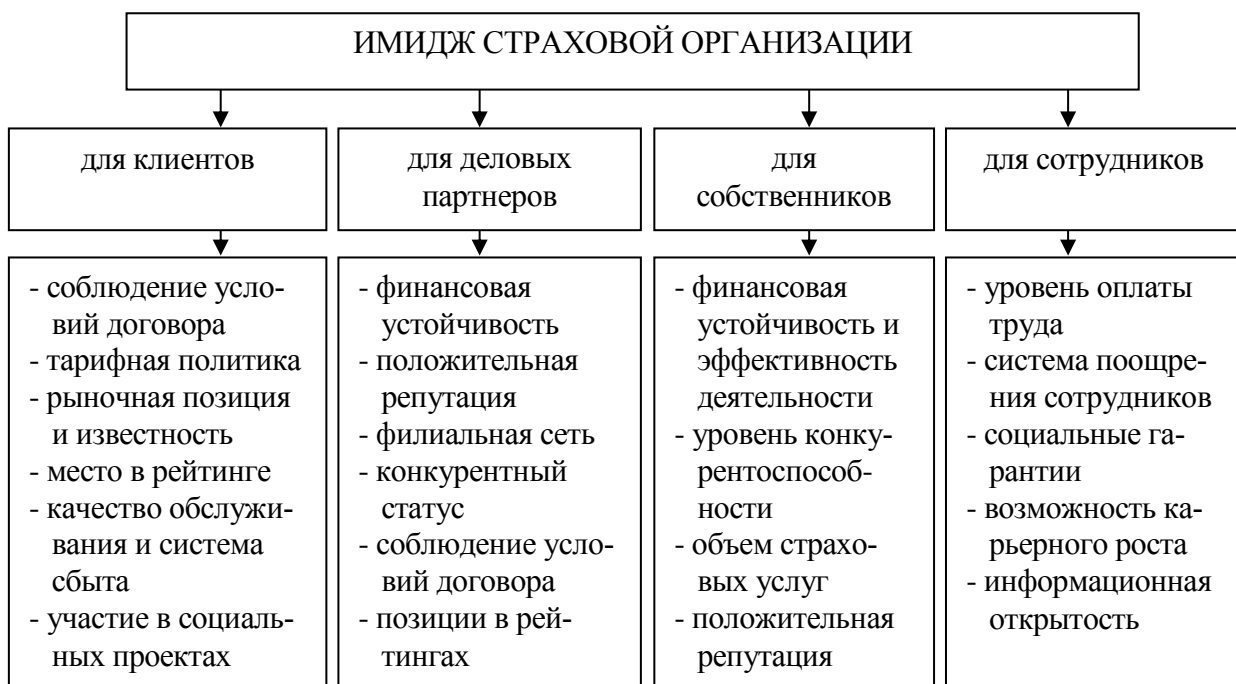 ИМИДЖ СТРАХОВОЙ ОРГАНИЗАЦИИ
для клиентов
для деловых
партнеров
для
собственников
для сотрудников
- соблюдение усло-
вий договора
- тарифная политика
- рыночная позиция
и известность
- место в рейтинге
- качество обслужи-
вания и система
сбыта
- участие в социаль-
ных проектах
- финансовая
устойчивость
- положительная
репутация
- филиальная сеть
- конкурентный
статус
- соблюдение усло-
вий договора
- позиции в рей-
тингах
- финансовая
устойчивость и
эффективность
деятельности
- уровень конку-
рентоспособ-
ности
- объем страхо-
вых услуг
- положительная
репутация
- уровень оплаты
труда
- система поощре-
ния сотрудников
- социальные га-
рантии
- возможность ка-
рьерного роста
- информационная
открытость